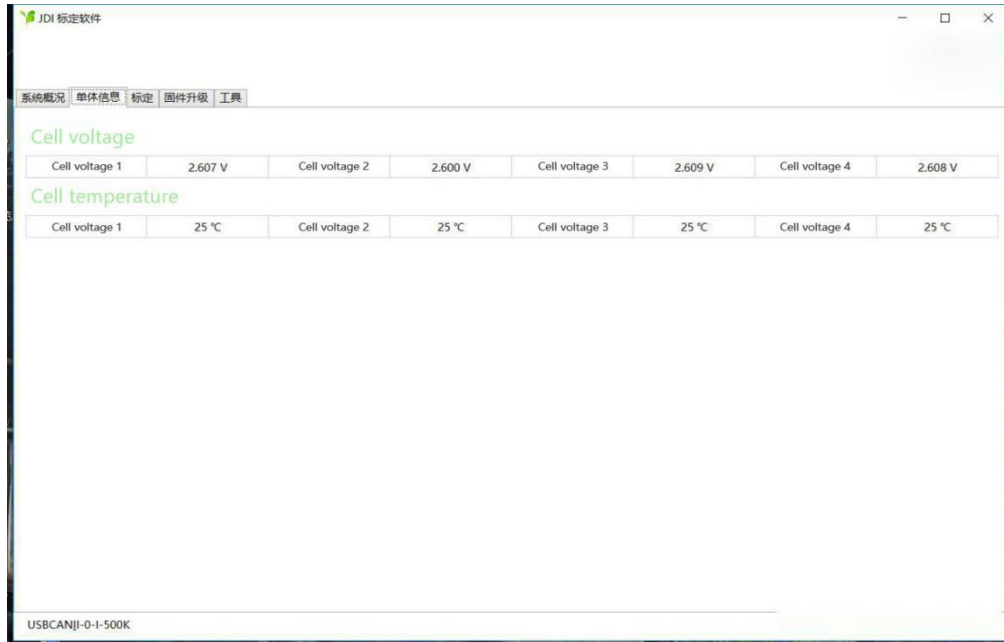 JDI 标定软件
系统概况 单体信息 标定 固件升级 工具
Cell voltage
Cell voltage 1 2.607 V Cell voltage 2 2.600 V Cell voltage 3 2.609 V Cell voltage 4 2.608 V
Cell temperature
Cell voltage 1 25 ℃ Cell voltage 2 25 ℃ Cell voltage 3 25 ℃ Cell voltage 4 25 ℃
USBCANJI-0-I-500K